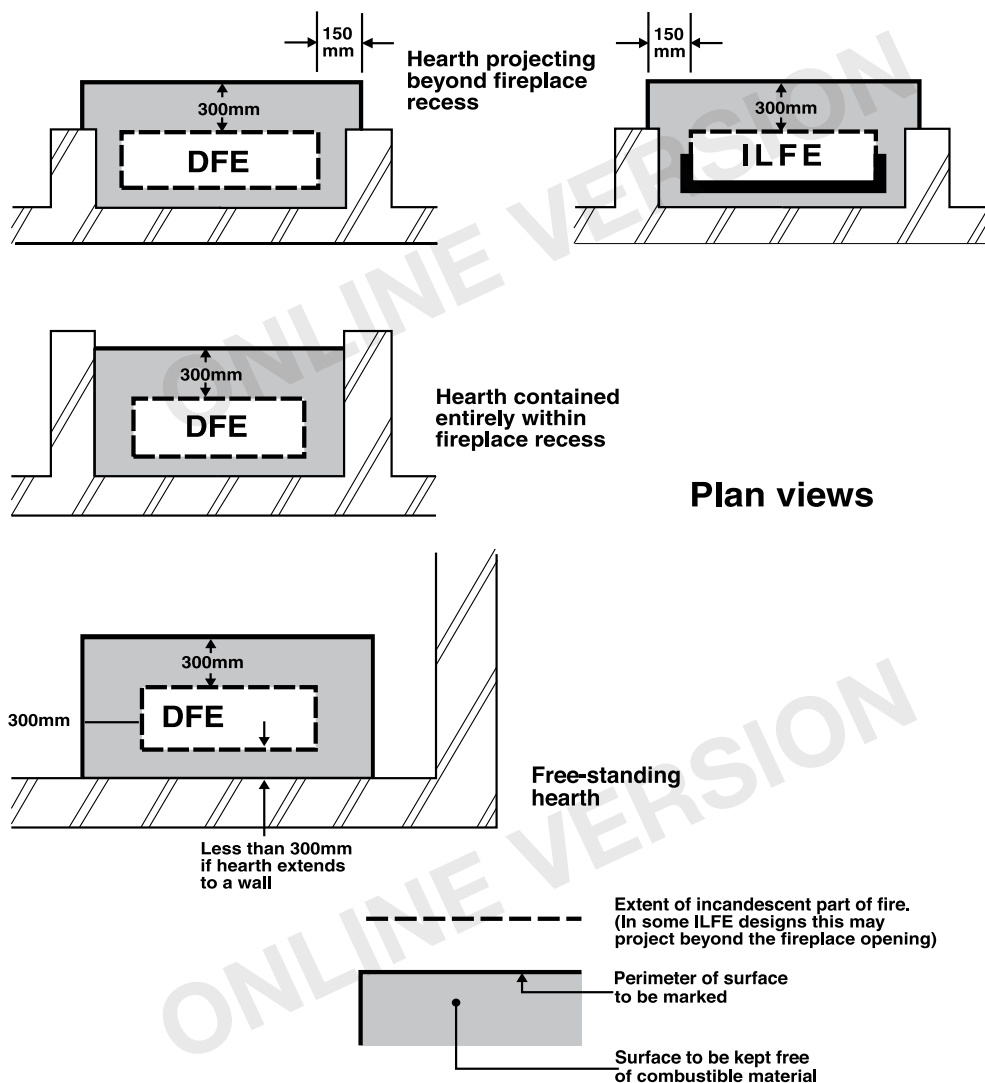 150
mm
Hearth projecting
beyond fireplace
recess
300mm
DFE
150
mm
300mm
ILFE
300mm
DFE
Hearth contained
entirely within
fireplace recess
Plan views
300mm
300mm
DFE
Free-standing
hearth
Less than 300mm
if hearth extends
to a wall
Extent of incandescent part of fire.
(In some ILFE designs this may
project beyond the fireplace opening)
Perimeter of surface
to be marked
Surface to be kept free
of combustible material
ONLINE VERSION
ONLINE VERSION